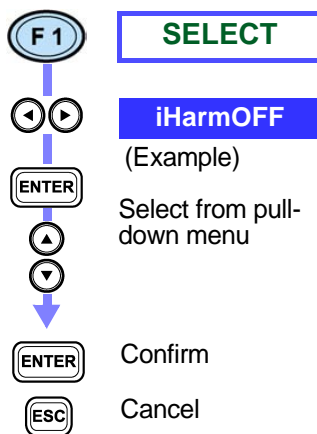 F 1 SELECT
iHarmOFF
(Example)
ENTER
Select from pull-
down menu
ENTER Confirm
ESC Cancel